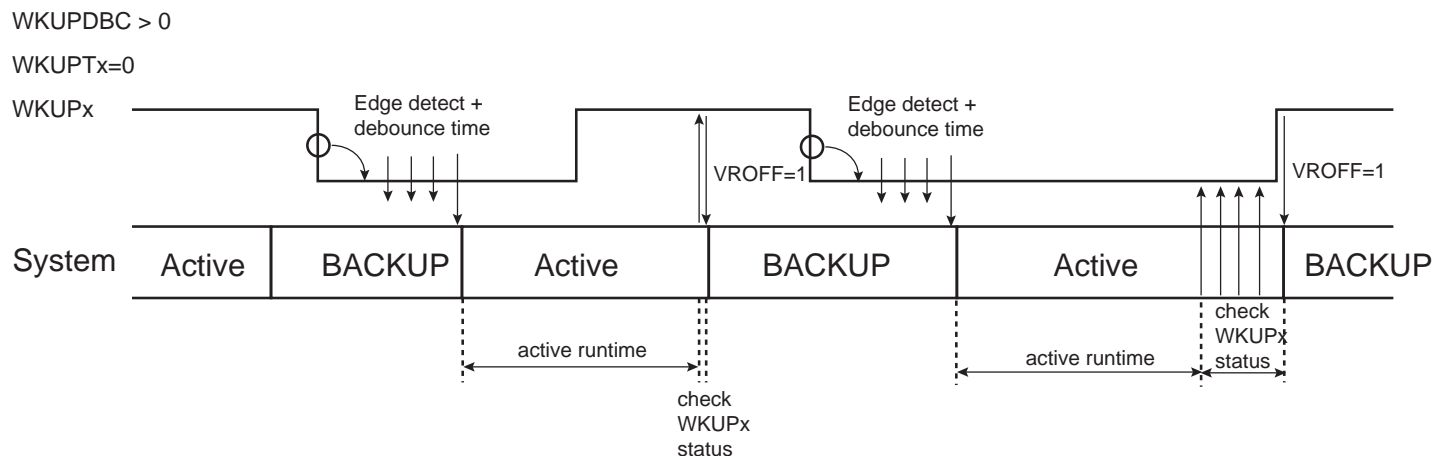 WKUPDBC > 0
WKUPTx=0
WKUPx
Edge detect +
debounce time
VROFF=1
Edge detect +
debounce time
VROFF=1
System
Active
BACKUP
Active
BACKUP
Active
BACKUP
active runtime
check
WKUPx
status
active runtime
check
WKUPx
status